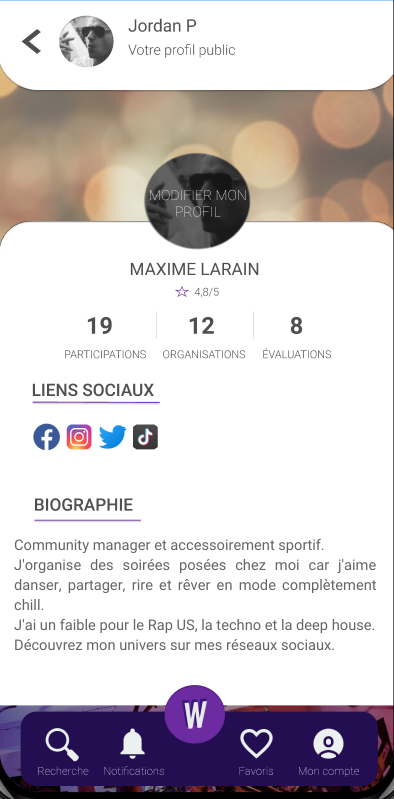 Jordan P
Votre profil public
MODIFIER MON
PROFIL
MAXIME LARAIN
4,8/5
19 12 8
PARTICIPATIONS ORGANISATIONS ÉVALUATIONS
LIENS SOCIAUX
BIOGRAPHIE
Community manager et accessoirement sportif.
J'organise des soirées posées chez moi car j'aime
danser, partager, rire et rêver en mode complètement
chill.
J'ai un faible pour le Rap US, la techno et la deep house.
Découvrez mon univers sur mes réseaux sociaux.
W
Recherche Notifications Favoris Mon compte